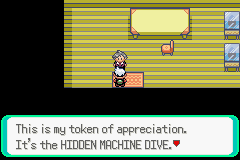 This is my token of appreciation.
It's the HIDDEN MACHINE DIVE.